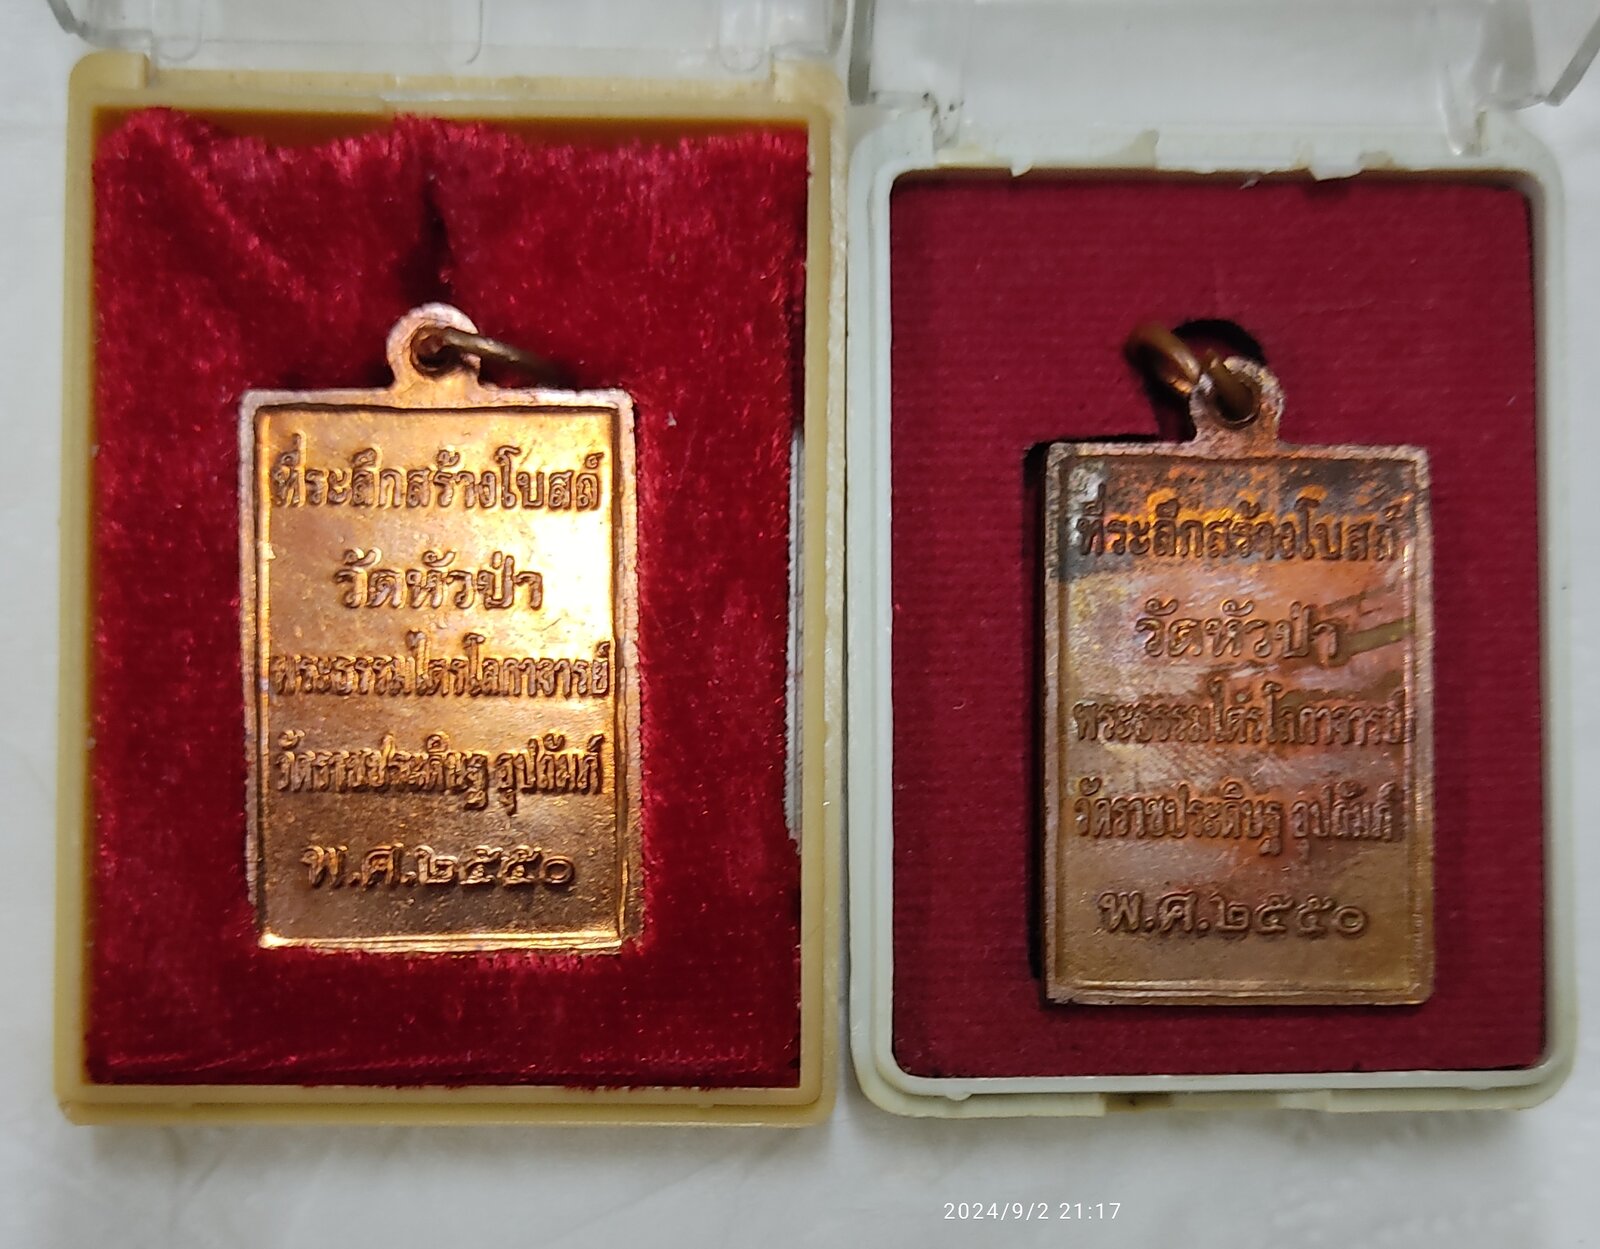 ที่ระลึกสร้างโบสถ์
วัดหัวป่า
พระธรรมไตรโลกาจารย์
วัดราชประดิษฐ อุปถัมภ์
พ.ศ.๒๕๕๐
ที่ระลึกสร้างโบสถ์
วัดหัวป่า
พระธรรมไตรโลกาจารย์
วัดราชประดิษฐ อุปถัมภ์
พ.ศ.๒๕๕๐
2024/9/2 21:17